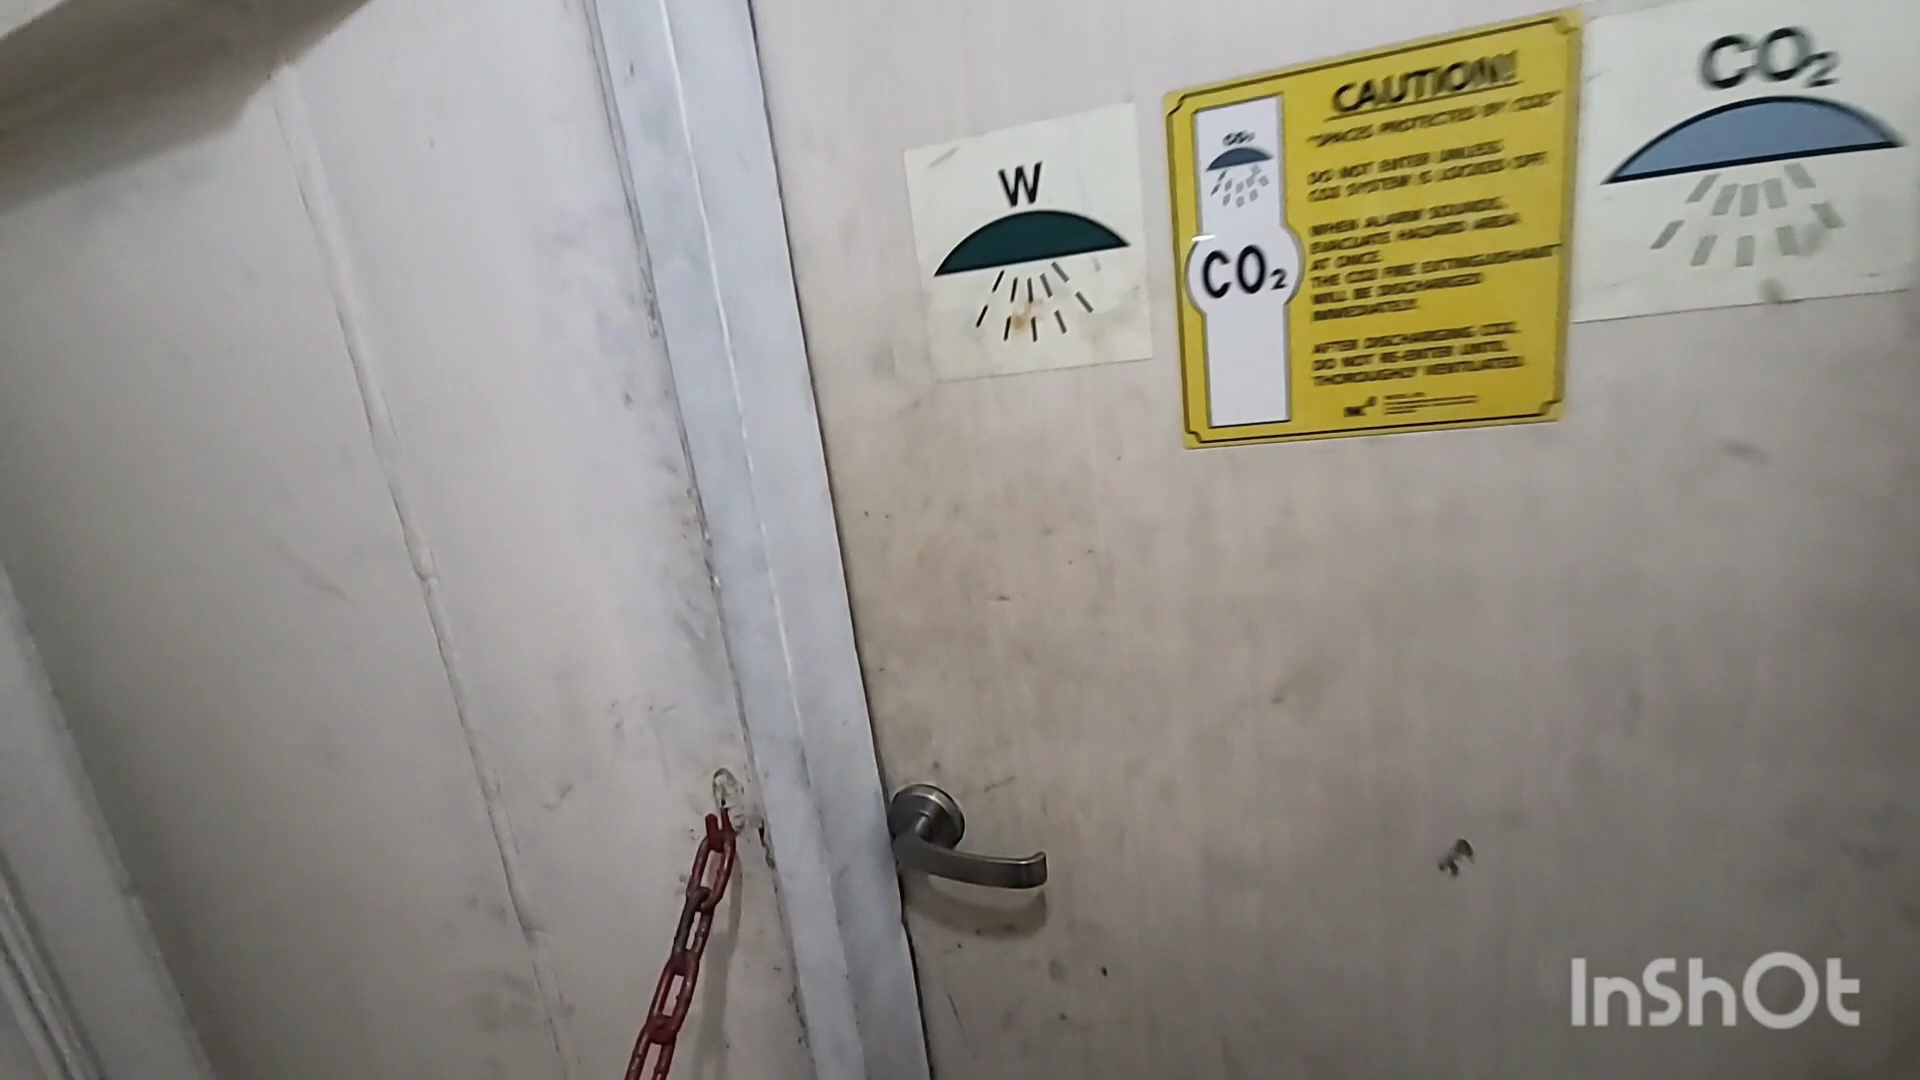 W
CAUTION!
"SPACES PROTECTED BY CO2"
DO NOT ENTER UNLESS
CO2 SYSTEM IS LOCKED OFF.
WHEN ALARM SOUNDS,
EVACUATE HAZARD AREA
AT ONCE.
THE CO2 FIRE EXTINGUISHANT
WILL BE DISCHARGED
IMMEDIATELY.
AFTER DISCHARGING CO2,
DO NOT RE-ENTER UNTIL
THOROUGHLY VENTILATED.
CO₂
CO₂
CO₂
InShOt